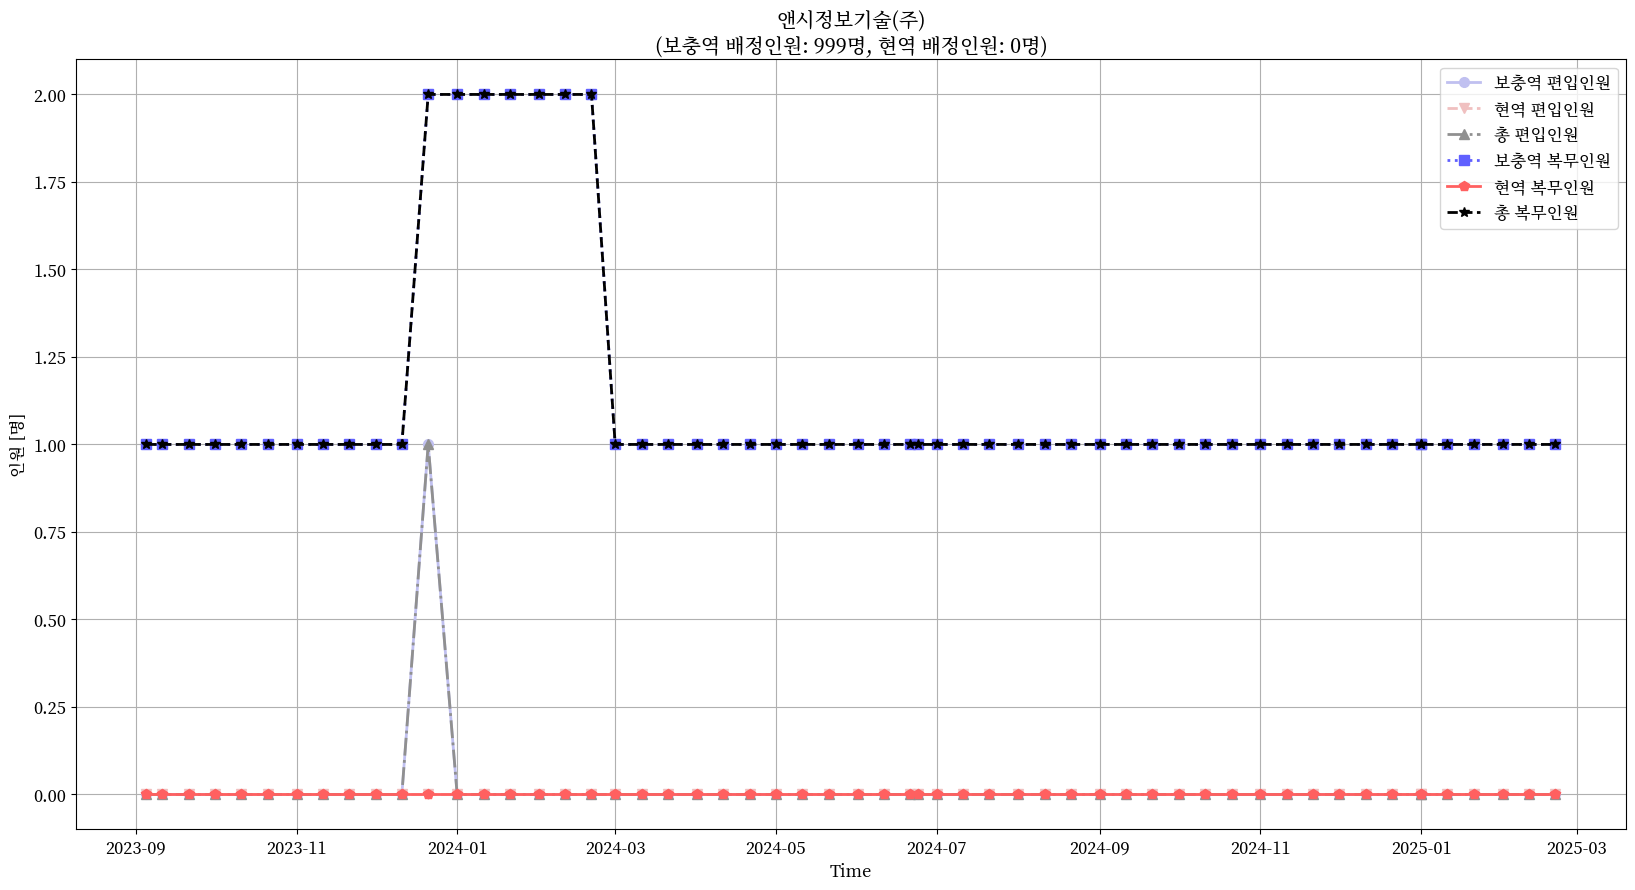 앤시정보기술(주)
(보충역 배정인원: 999명, 현역 배정인원: 0명)
보충역 편입인원
현역 편입인원
총 편입인원
보충역 복무인원
현역 복무인원
총 복무인원
인원 [명]
2.00
1.75
1.50
1.25
1.00
0.75
0.50
0.25
0.00
2023-09 2023-11 2024-01 2024-03 2024-05 2024-07 2024-09 2024-11 2025-01 2025-03
Time